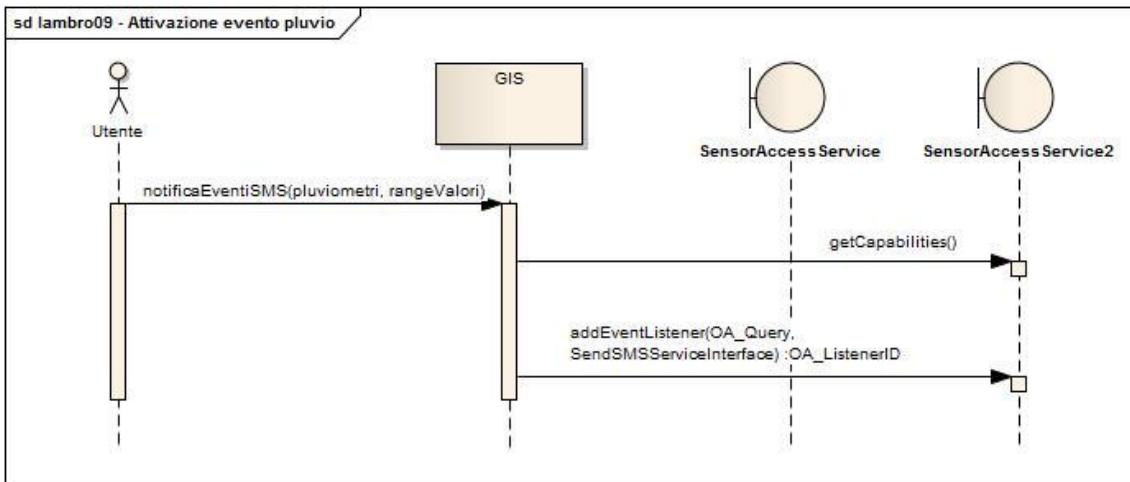 sd lambro09 - Attivazione evento pluvio
Utente
GIS
SensorAccessService
SensorAccessService2
notificaEventiSMS(pluviometri, rangeValori)
getCapabilities()
addEventListener(OA_Query,
SendSMSServiceInterface) :OA_ListenerID